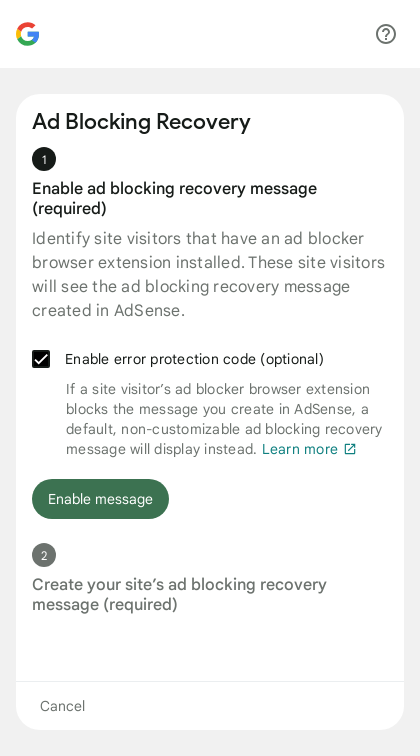 Ad Blocking Recovery
1
Enable ad blocking recovery message
(required)
Identify site visitors that have an ad blocker
browser extension installed. These site visitors
will see the ad blocking recovery message
created in AdSense.
Enable error protection code (optional)
If a site visitor’s ad blocker browser extension
blocks the message you create in AdSense, a
default, non-customizable ad blocking recovery
message will display instead. Learn more
Enable message
2
Create your site’s ad blocking recovery
message (required)
Cancel